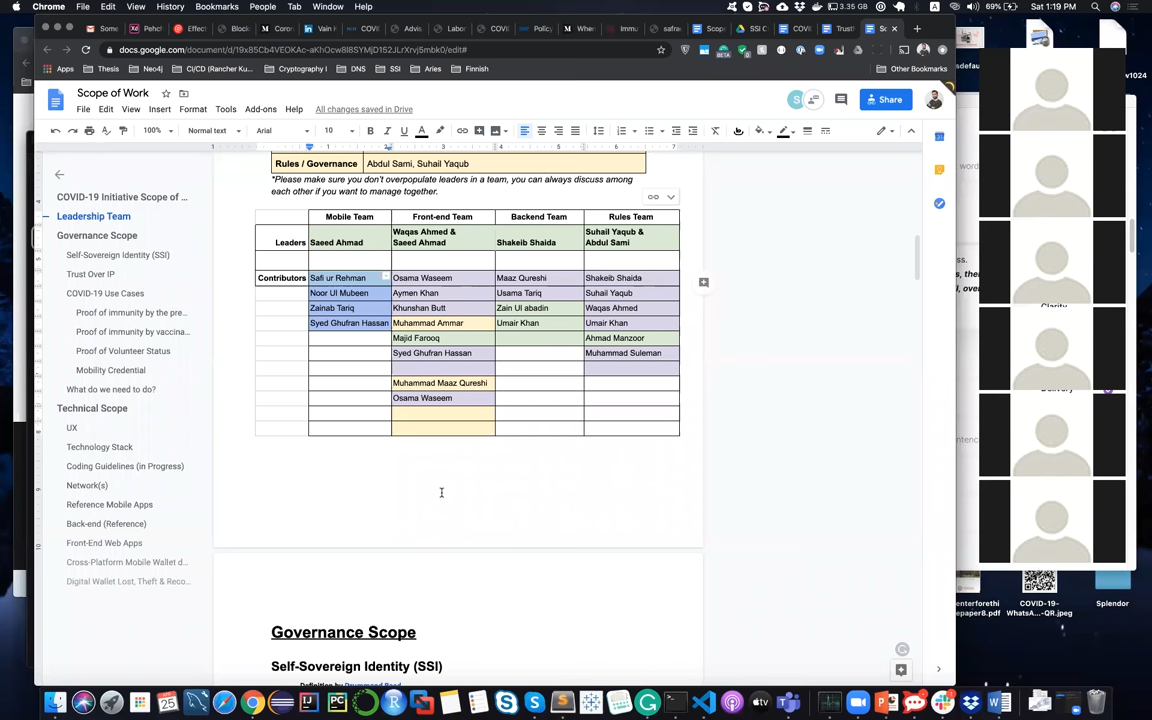 Chrome File Edit View History Bookmarks People Tab Window Help 3.35 GB 69% Sat 1:19 PM
docs.google.com/document/d/19x85Cb4VEOKAc-aKhOcw8l8SYMjD152JLrXrvj5mbk0/edit#
Apps Thesis Neo4j CI/CD (Rancher Ku... Cryptography I DNS SSI Aries Finnish Other Bookmarks
Scope of Work
File Edit View Insert Format Tools Add-ons Help All changes saved in Drive
Share
100% Normal text Arial 10
Rules / Governance Abdul Sami, Suhail Yaqub
*Please make sure you don't overpopulate leaders in a team, you can always discuss among
each other if you want to manage together.
COVID-19 Initiative Scope of ...
Leadership Team
Governance Scope
Self-Sovereign Identity (SSI)
Trust Over IP
COVID-19 Use Cases
Proof of immunity by the pre...
Proof of immunity by vaccina...
Proof of Volunteer Status
Mobility Credential
What do we need to do?
Technical Scope
UX
Technology Stack
Coding Guidelines (in Progress)
Network(s)
Reference Mobile Apps
Back-end (Reference)
Front-End Web Apps
Cross-Platform Mobile Wallet d...
Digital Wallet Lost, Theft & Reco...
Mobile Team Front-end Team Backend Team Rules Team
Leaders Saeed Ahmad Waqas Ahmed & Saeed Ahmad Shakeib Shaida Suhail Yaqub & Abdul Sami
Contributors Safi ur Rehman Osama Waseem Maaz Qureshi Shakeib Shaida
Noor Ul Mubeen Aymen Khan Usama Tariq Suhail Yaqub
Zainab Tariq Khunshan Butt Zain Ul abadin Waqas Ahmed
Syed Ghufran Hassan Muhammad Ammar Umair Khan Umair Khan
Majid Farooq Ahmad Manzoor
Syed Ghufran Hassan Muhammad Suleman
Muhammad Maaz Qureshi
Osama Waseem
Governance Scope
Self-Sovereign Identity (SSI)
COVID-19-
WhatsA...-QR.jpeg
Splendor